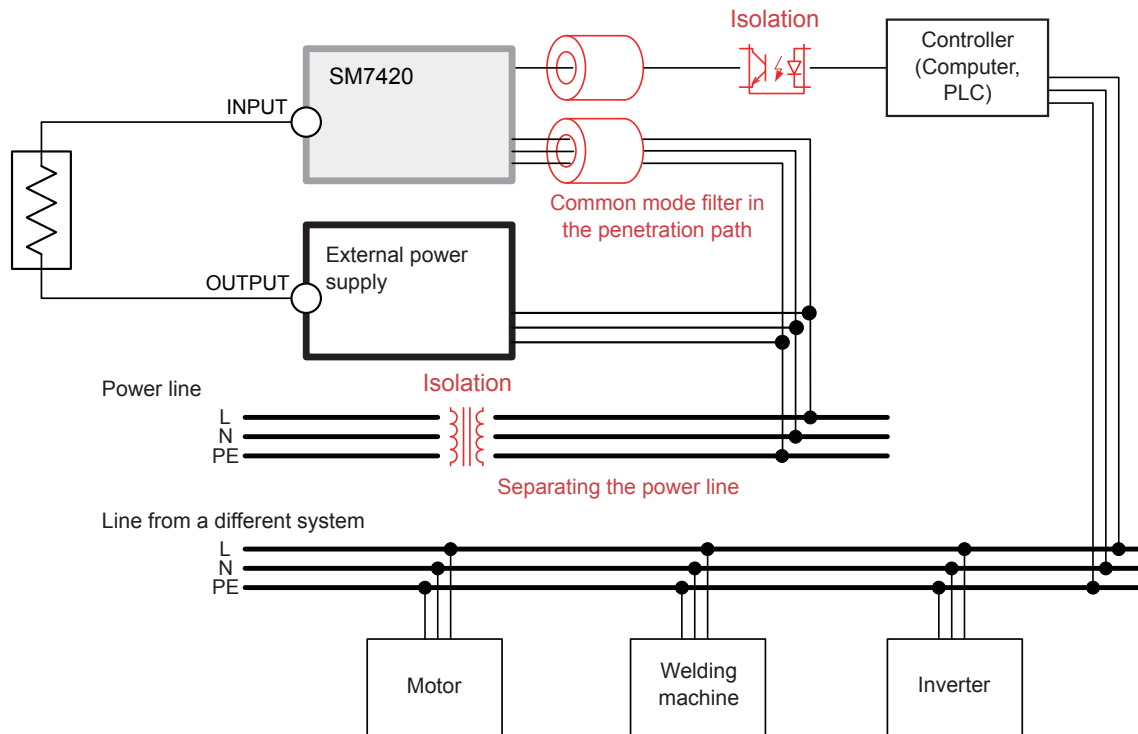 Isolation
Controller
(Computer,
PLC)
SM7420
INPUT
Common mode filter in
the penetration path
External power
supply
OUTPUT
Power line
Isolation
L
N
PE
Separating the power line
Line from a different system
L
N
PE
Motor
Welding
machine
Inverter